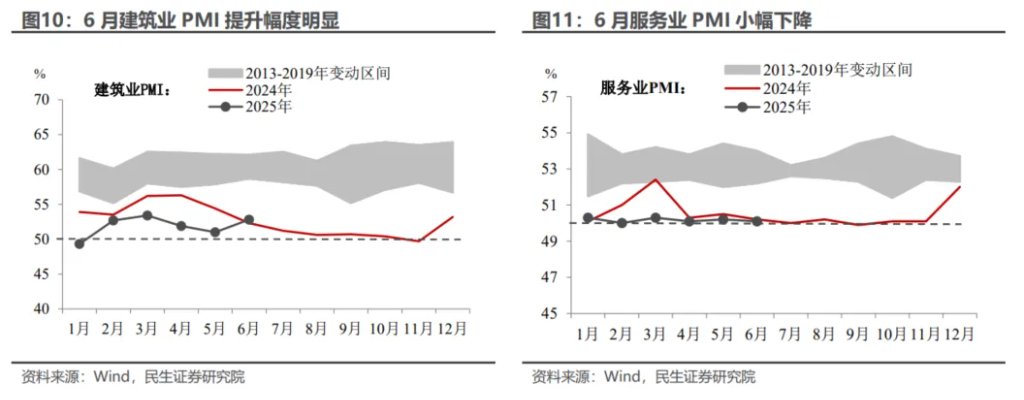 图10：6 月建筑业 PMI 提升幅度明显
%
建筑业PMI：
2013-2019年变动区间
2024年
2025年
70
65
60
55
50
45
40
1月 2月 3月 4月 5月 6月 7月 8月 9月 10月 11月 12月
资料来源：Wind，民生证券研究院
图11：6 月服务业 PMI 小幅下降
%
服务业PMI：
2013-2019年变动区间
2024年
2025年
57
55
53
51
49
47
45
1月 2月 3月 4月 5月 6月 7月 8月 9月 10月 11月 12月
资料来源：Wind，民生证券研究院